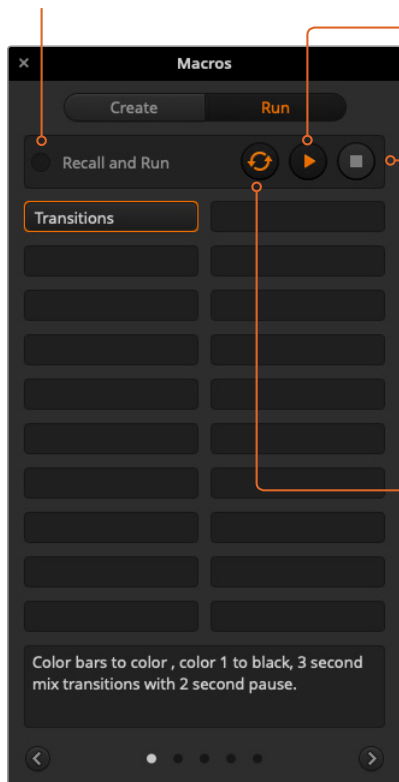 Macros
Create Run
Recall and Run
Transitions
Color bars to color , color 1 to black, 3 second
mix transitions with 2 second pause.